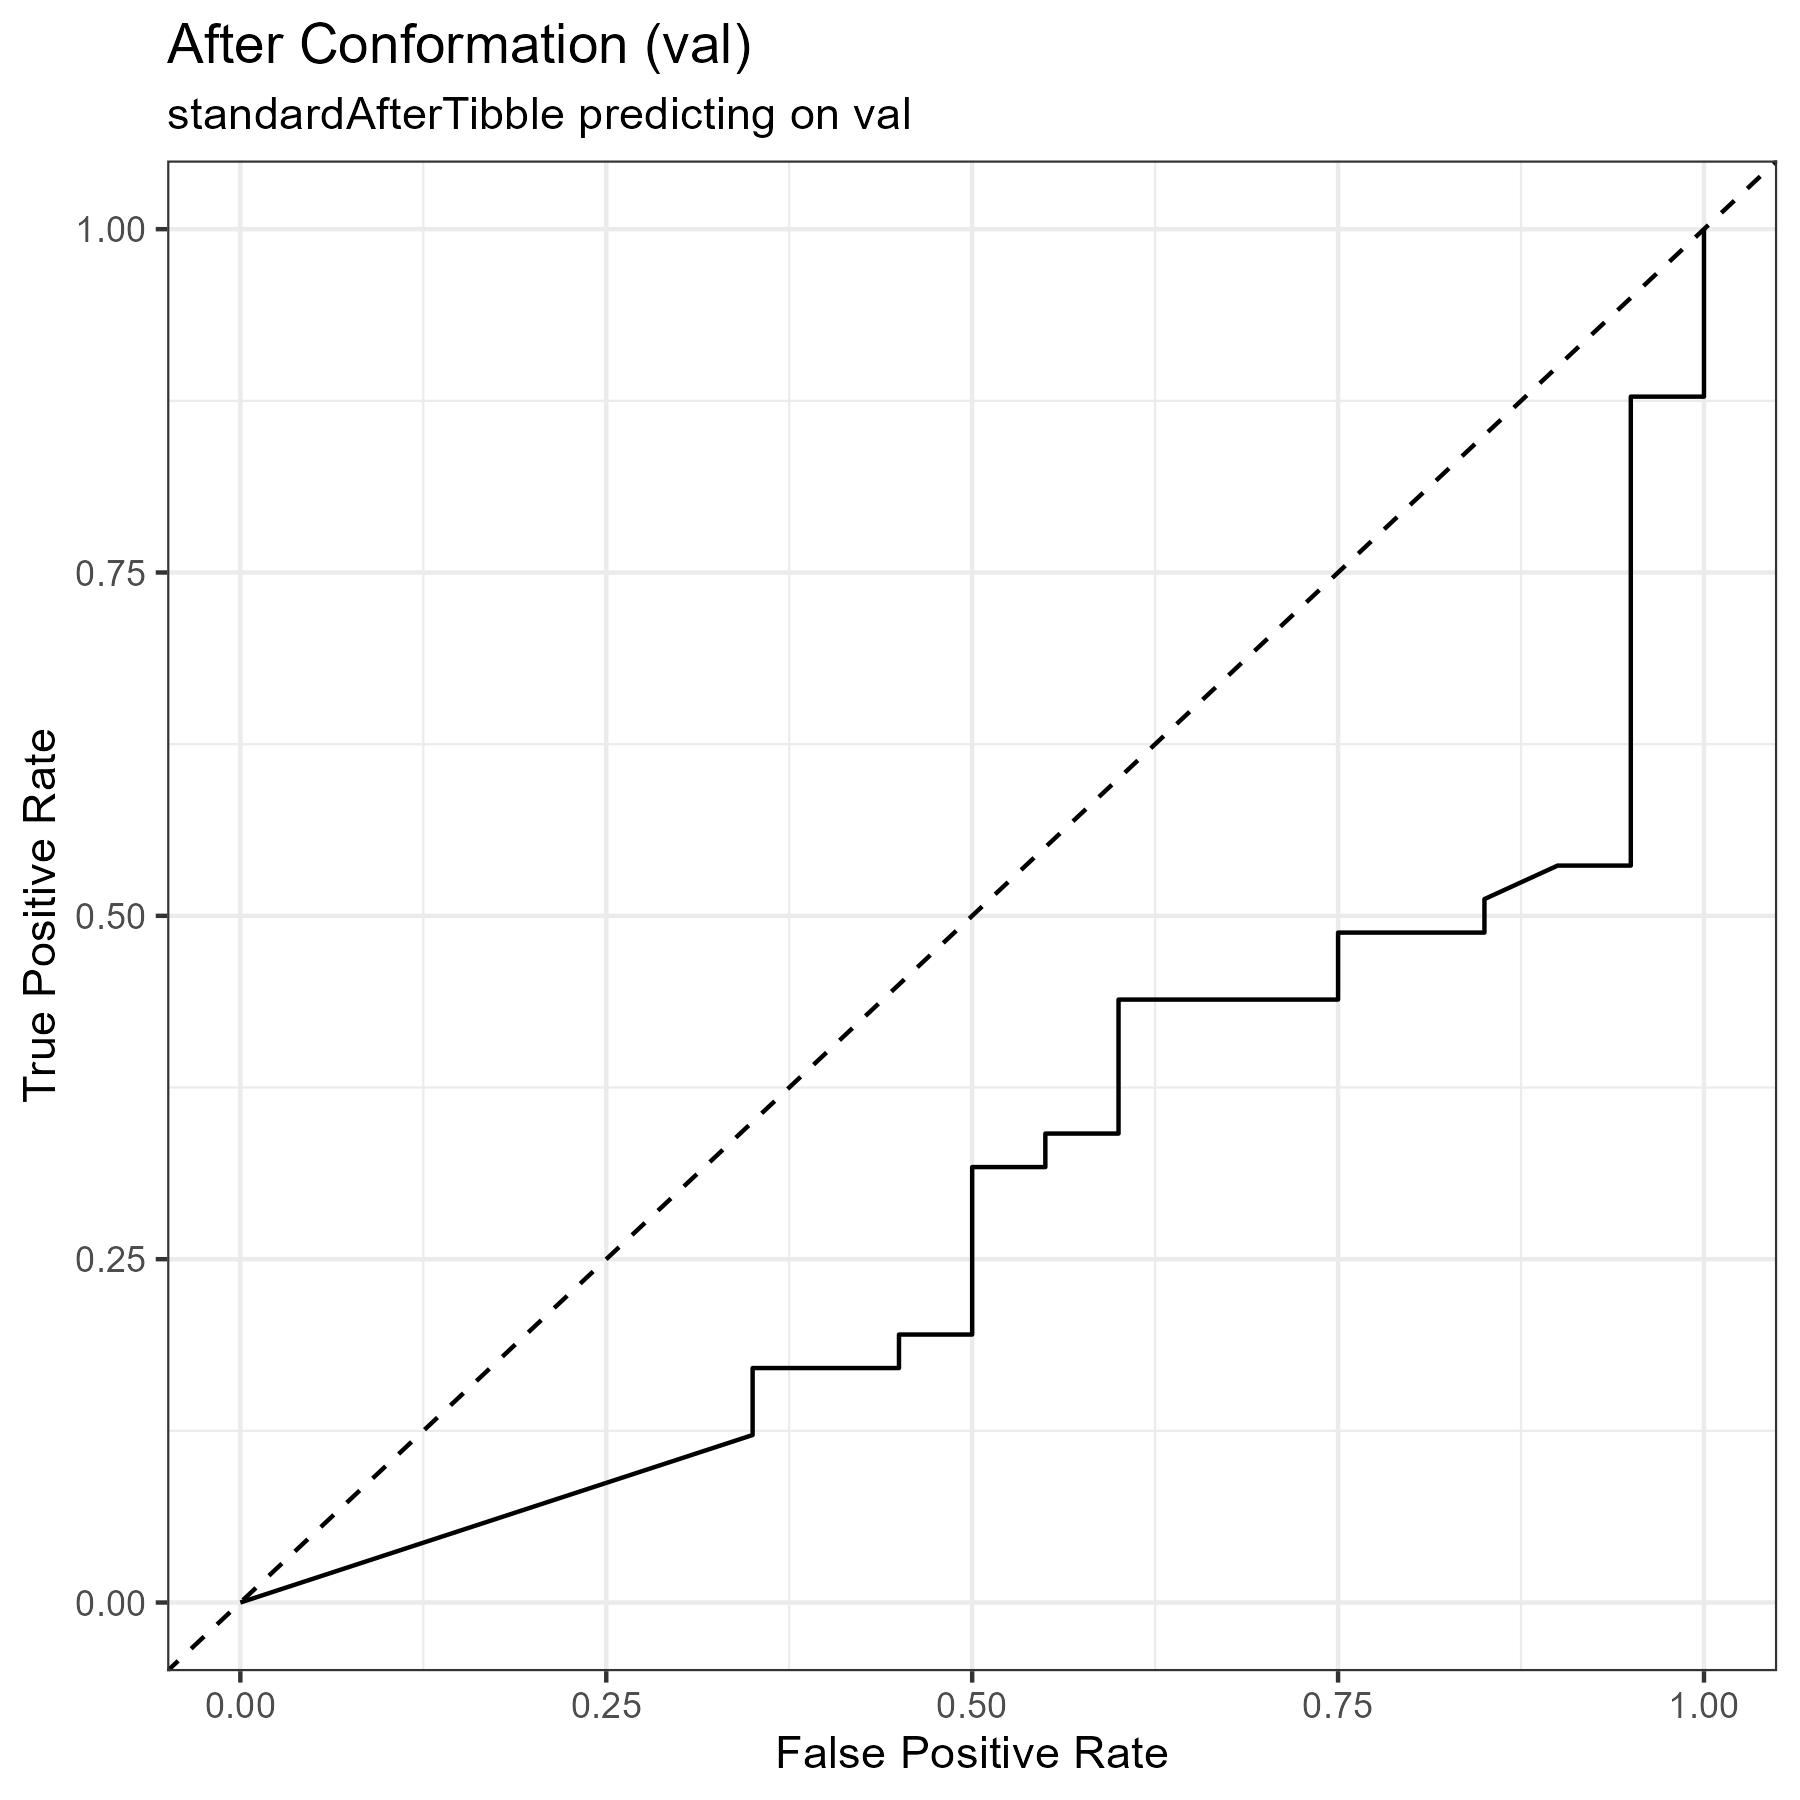 After Conformation (val)
standardAfterTibble predicting on val
True Positive Rate
1.00
0.75
0.50
0.25
0.00
0.00 0.25 0.50 0.75 1.00
False Positive Rate